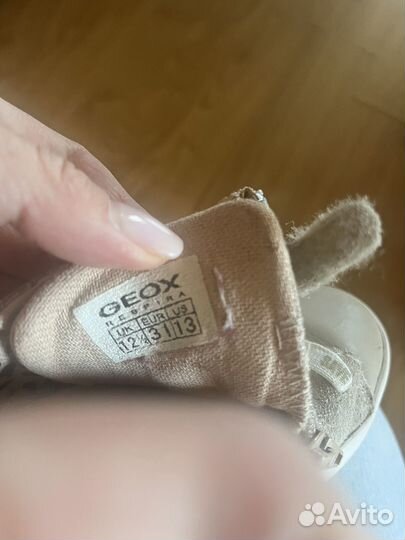 GEOX
RESPIRA
UK EUR US
12½ 31 13
Avito